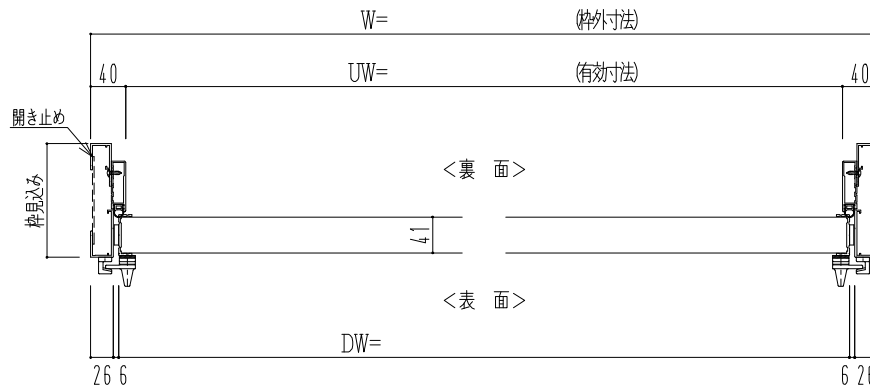 W= (枠外寸法)
40 UW= (有効寸法) 40
開き止め
<裏 面>
枠見込み
41
<表 面>
DW=
26 6 6 26